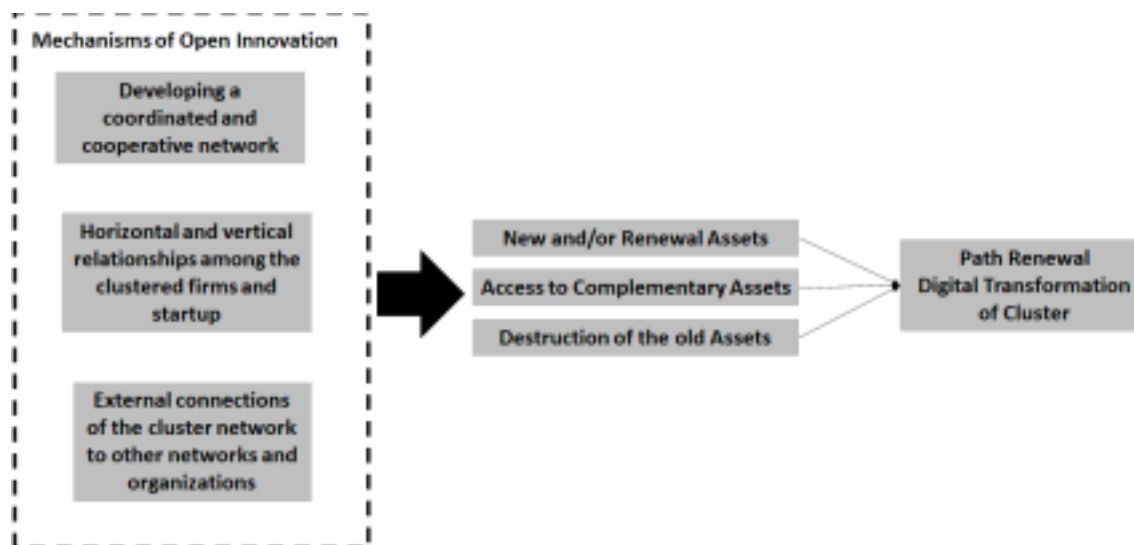 Mechanisms of Open Innovation
Developing a
coordinated and
cooperative network
Horizontal and vertical
relationships among the
clustered firms and
startup
External connections
of the cluster network
to other networks and
organizations
New and/or Renewal Assets
Access to Complementary Assets
Destruction of the old Assets
Path Renewal
Digital Transformation
of Cluster